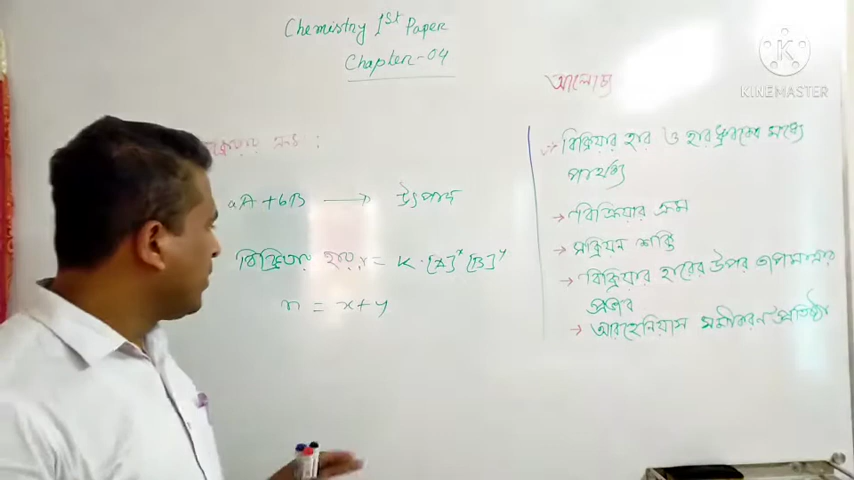 Chemistry 1st Paper
Chapter-04
KINEMASTER
আলোচ্য
ক্রম :
→ বিক্রিয়ার হার ও হার ধ্রুবকের মধ্যে
পার্থক্য
aA + bB → উৎপাদ
→ বিক্রিয়ার ক্রম
→ সক্রিয়ন শক্তি
বিক্রিয়ার হার, r = K·[A]^x [B]^y
→ বিক্রিয়ার হারের উপর তাপমাত্রার
প্রভাব
n = x+y
→ আরহেনিয়াস সমীকরণ প্রতিষ্ঠা